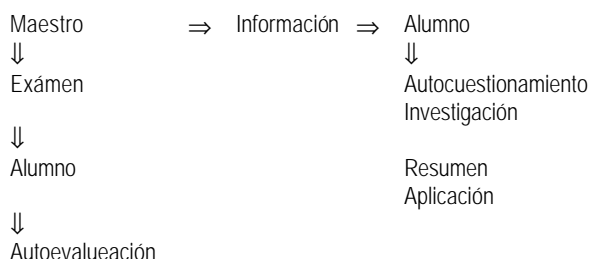 Maestro ⇒ Información ⇒ Alumno
⇓ ⇓
Exámen Autocuestionamiento
Investigación
⇓
Alumno Resumen
Aplicación
⇓
Autoevalueación